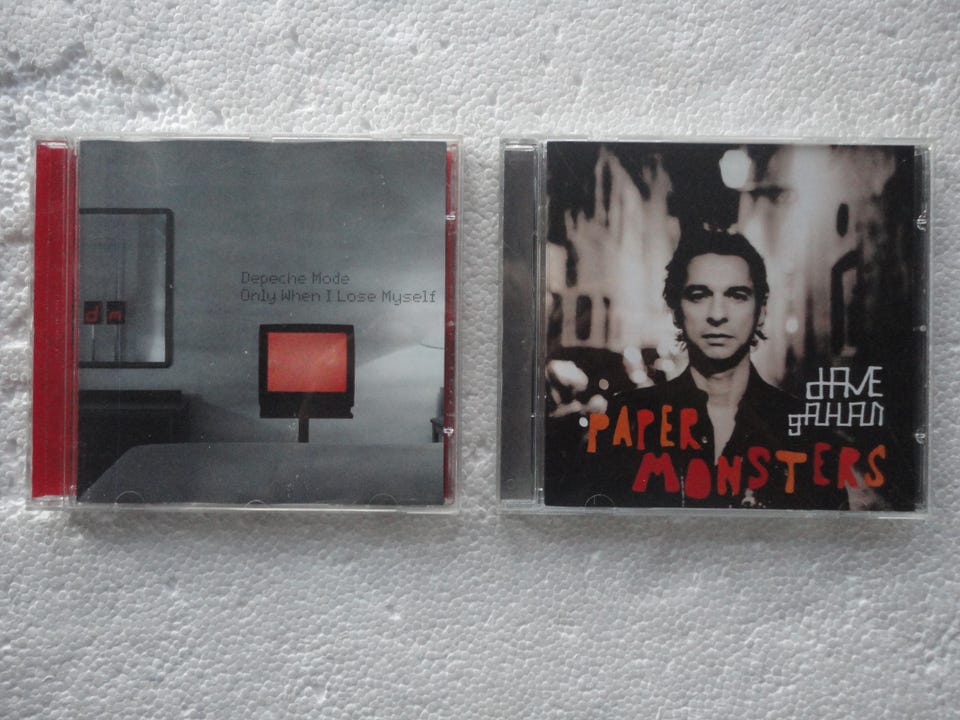 Depeche Mode
Only When I Lose Myself
dm
dAVE
gAHAN
PAPER
MONSTERS